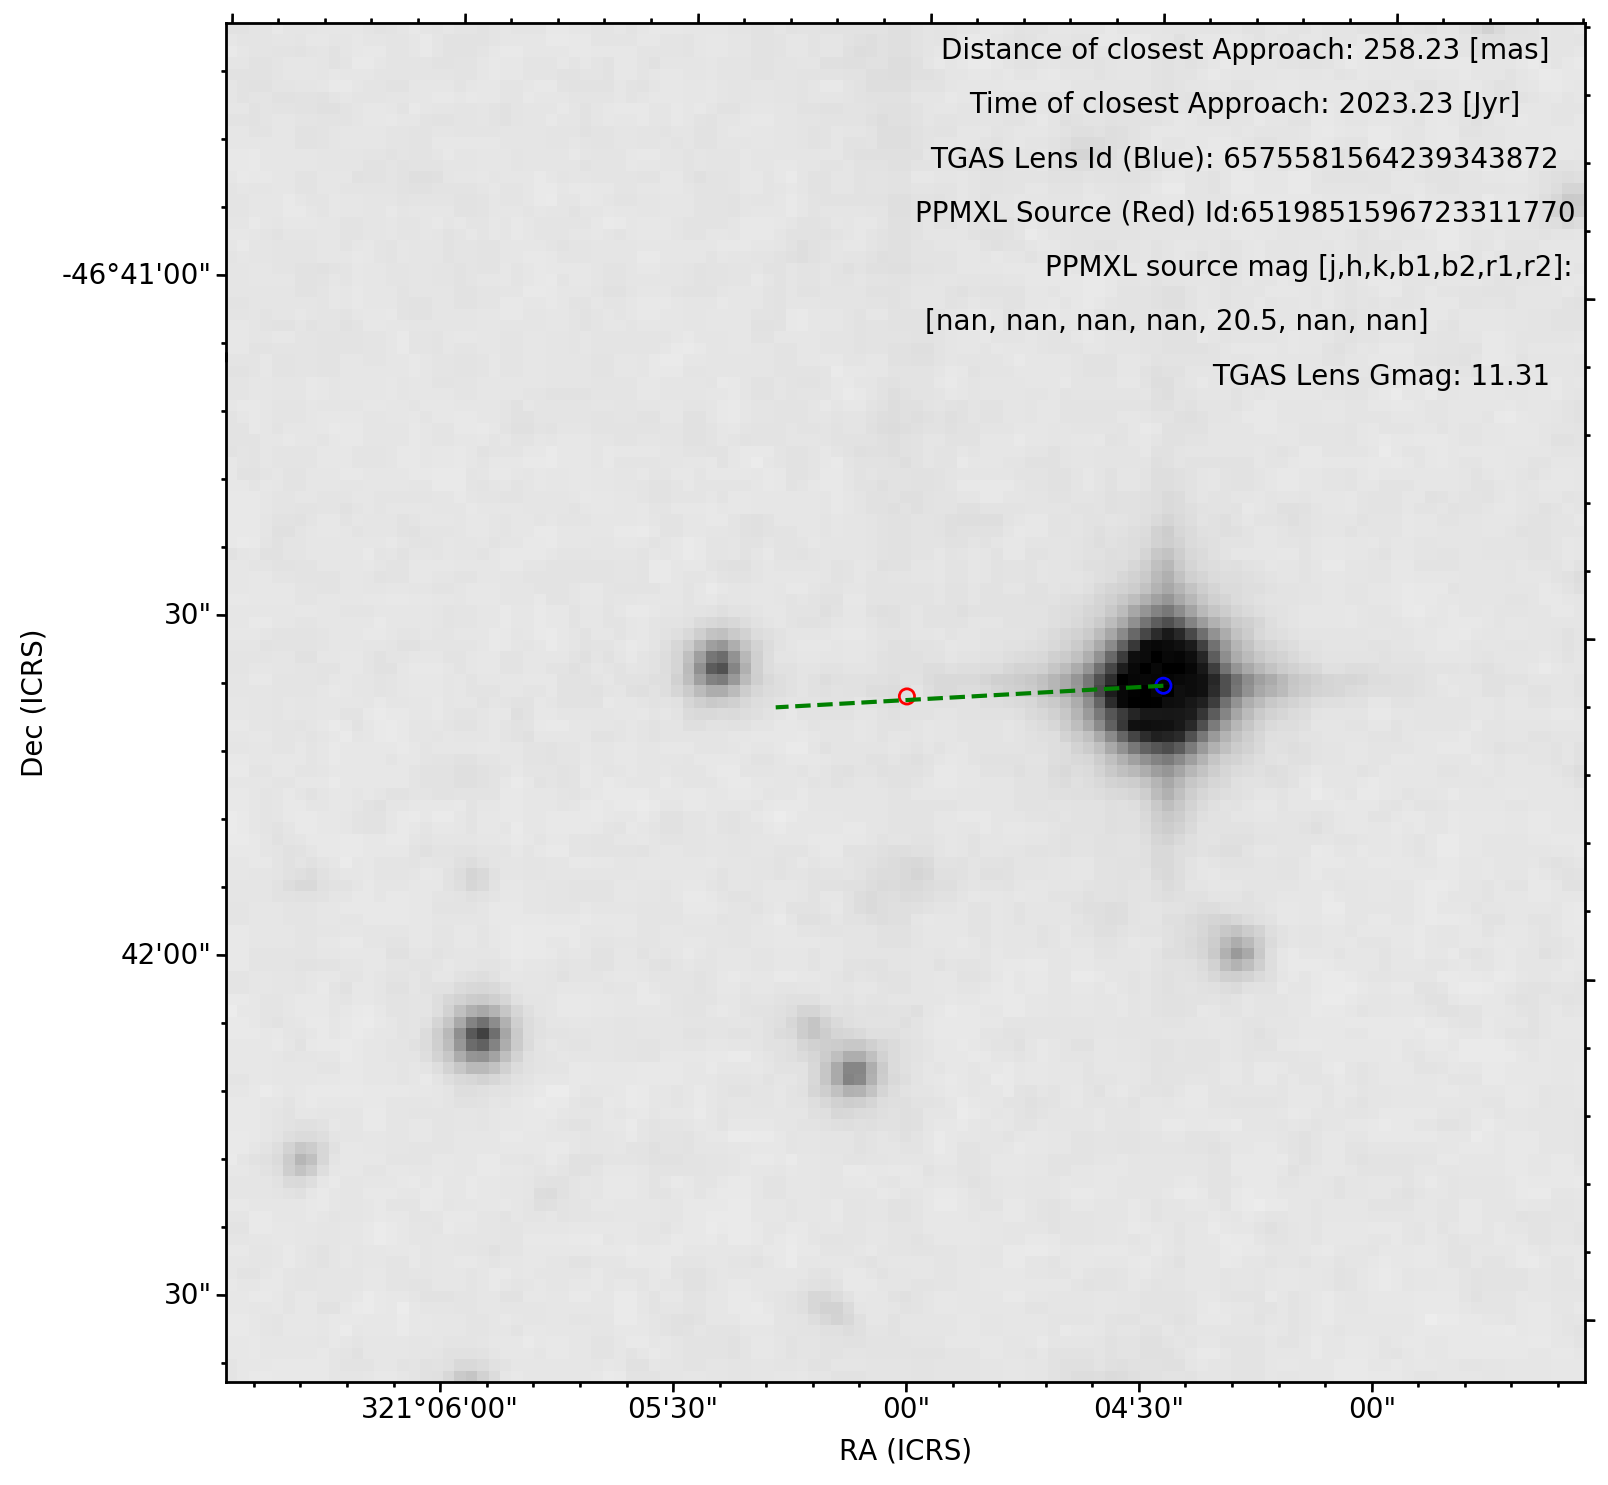 Distance of closest Approach: 258.23 [mas]
Time of closest Approach: 2023.23 [Jyr]
TGAS Lens Id (Blue): 6575581564239343872
PPMXL Source (Red) Id:6519851596723311770
PPMXL source mag [j,h,k,b1,b2,r1,r2]:
[nan, nan, nan, nan, 20.5, nan, nan]
TGAS Lens Gmag: 11.31
-46°41'00"
30"
42'00"
30"
Dec (ICRS)
321°06'00" 05'30" 00" 04'30" 00"
RA (ICRS)